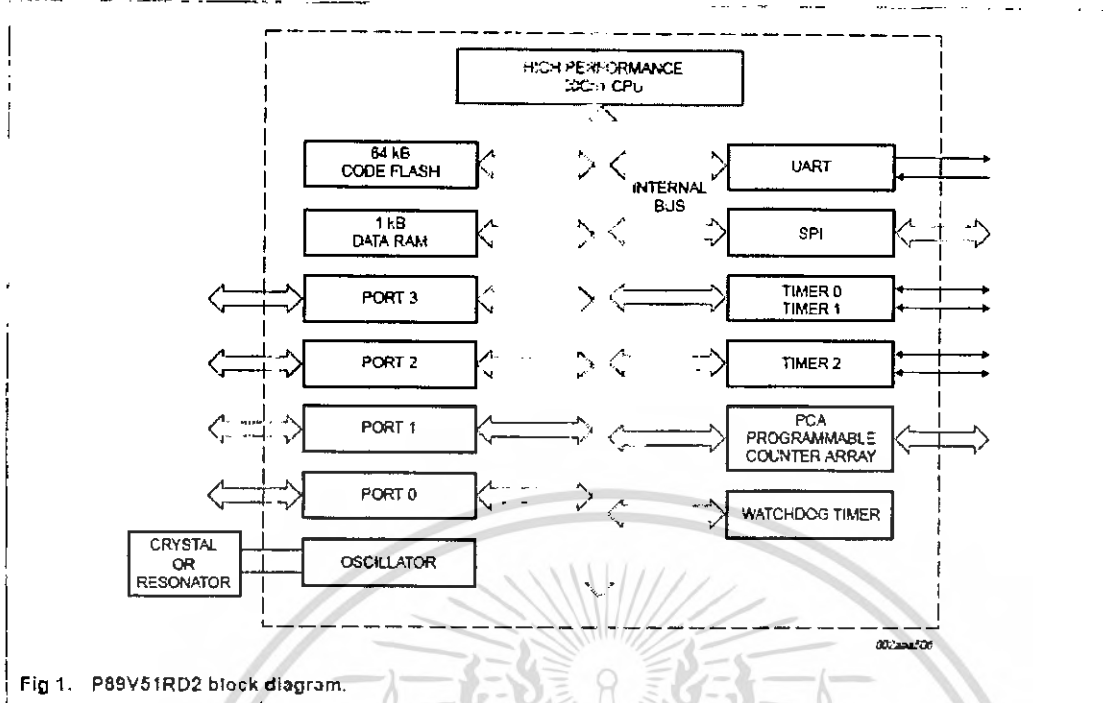 HIGH PERFORMANCE
CPU
64 kB
CODE FLASH
UART
INTERNAL
BUS
1 kB
DATA RAM
SPI
PORT 3
TIMER 0
TIMER 1
PORT 2
TIMER 2
PORT 1
PCA
PROGRAMMABLE
COUNTER ARRAY
PORT 0
WATCHDOG TIMER
CRYSTAL
OR
RESONATOR
OSCILLATOR
Fig 1. P89V51RD2 block diagram.